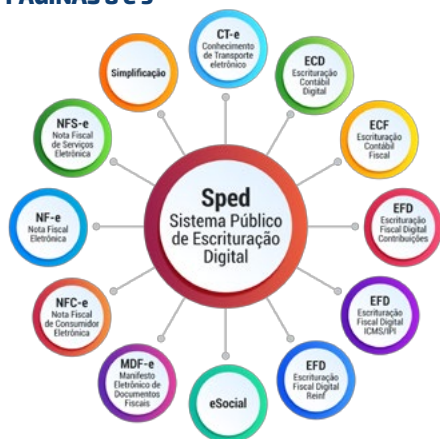 PÁGINAS 8 e 9
CT-e
Conhecimento
de Transporte
eletrônico
ECD
Escrituração
Contábil
Digital
ECF
Escrituração
Contábil
Fiscal
EFD
Escrituração
Fiscal Digital
Contribuições
EFD
Escrituração
Fiscal Digital
ICMS/IPI
EFD
Escrituração
Fiscal Digital
Reinf
eSocial
MDF-e
Manifesto
Eletrônico de
Documentos
Fiscais
NFC-e
Nota Fiscal
de Consumidor
Eletrônica
NF-e
Nota Fiscal
Eletrônica
NFS-e
Nota Fiscal
de Serviços
Eletrônica
Simplificação
Sped
Sistema Público
de Escrituração
Digital